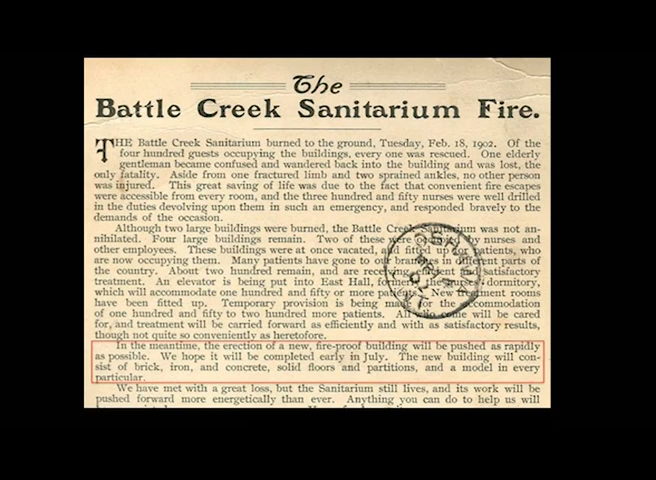 The
Battle Creek Sanitarium Fire.
THE Battle Creek Sanitarium burned to the ground, Tuesday, Feb. 18, 1902. Of the
four hundred guests occupying the buildings, every one was rescued. One elderly
gentleman became confused and wandered back into the building and was lost, the
only fatality. Aside from one fractured limb and two sprained ankles, no other person
was injured. This great saving of life was due to the fact that convenient fire escapes
were accessible from every room, and the three hundred and fifty nurses were well drilled
in the duties devolving upon them in such an emergency, and responded bravely to the
demands of the occasion.
Although two large buildings were burned, the Battle Creek Sanitarium was not an-
nihilated. Four large buildings remain. Two of these were by nurses and
other employees. These buildings were at once vacated, and fitted up for patients, who
are now occupying them. Many patients have gone to our branches in different parts of
the country. About two hundred remain, and are receiving satisfactory
treatment. An elevator is being put into East Hall, formerly the dormitory,
which will accommodate one hundred and fifty or more patients. New treatment rooms
have been fitted up. Temporary provision is being made for the accommodation
of one hundred and fifty to two hundred more patients. All who come will be cared
for, and treatment will be carried forward as efficiently and with as satisfactory results,
though not quite so conveniently as heretofore.
In the meantime, the erection of a new, fire-proof building will be pushed as rapidly
as possible. We hope it will be completed early in July. The new building will con-
sist of brick, iron, and concrete, solid floors and partitions, and a model in every
particular.
We have met with a great loss, but the Sanitarium still lives, and its work will be
pushed forward more energetically than ever. Anything you can do to help us will